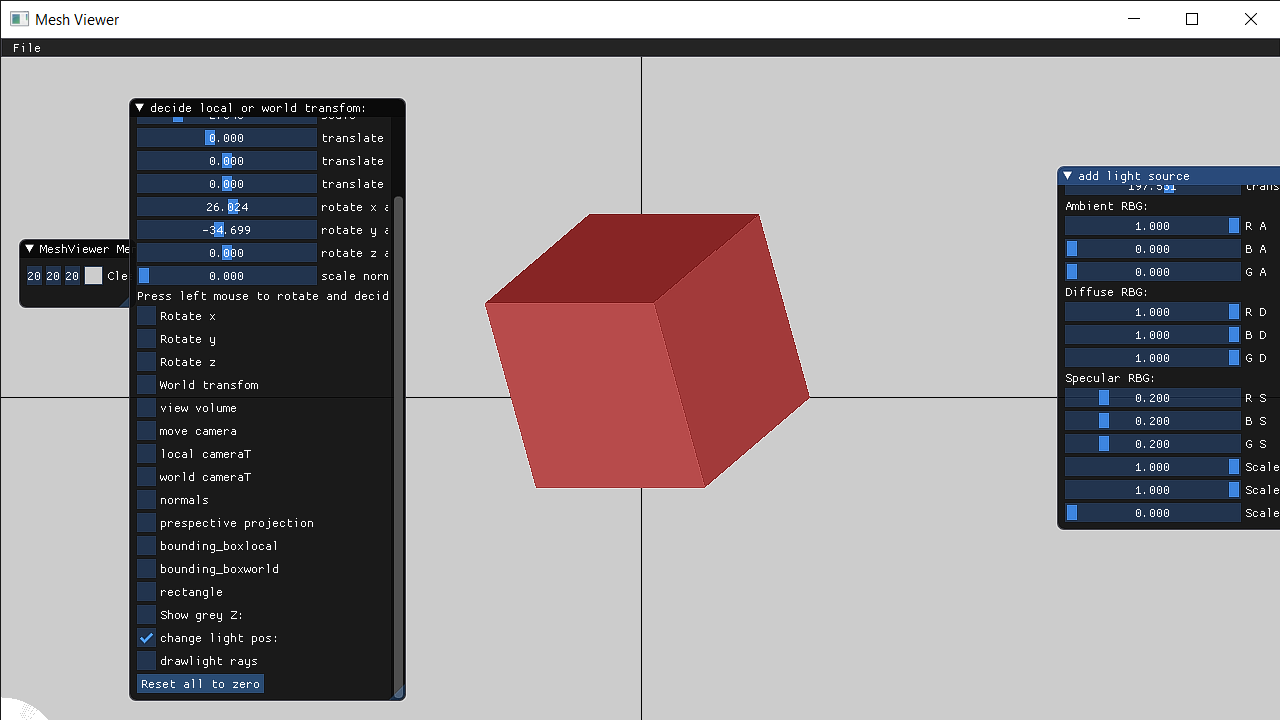 Mesh Viewer
File
decide local or world transfom:
0.000 translate
0.000 translate
0.000 translate
26.024 rotate x a
-34.699 rotate y a
0.000 rotate z a
0.000 scale norm
Press left mouse to rotate and decid
Rotate x
Rotate y
Rotate z
World transfom
view volume
move camera
local cameraT
world cameraT
normals
prespective projection
bounding_boxlocal
bounding_boxworld
rectangle
Show grey Z:
change light pos:
drawlight rays
Reset all to zero
MeshViewer Me
20 20 20 Cle
add light source
197.531 trans
Ambient RBG:
1.000 R A
0.000 B A
0.000 G A
Diffuse RBG:
1.000 R D
1.000 B D
1.000 G D
Specular RBG:
0.200 R S
0.200 B S
0.200 G S
1.000 Scale
1.000 Scale
0.000 Scale